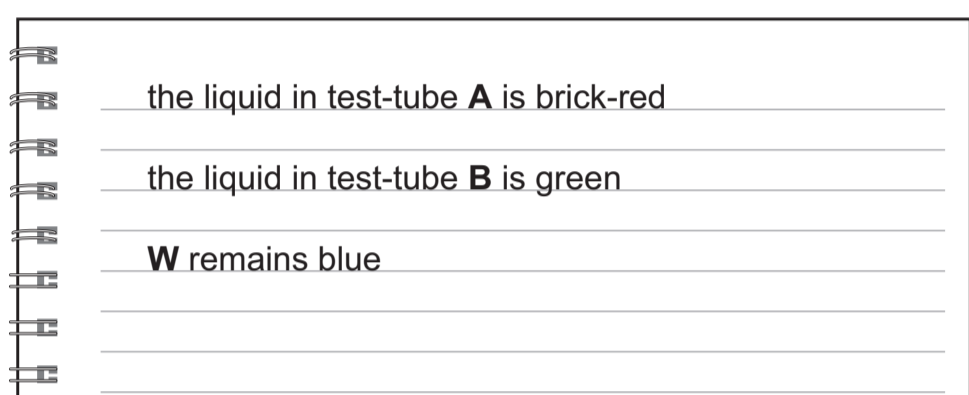 the liquid in test-tube A is brick-red
the liquid in test-tube B is green
W remains blue